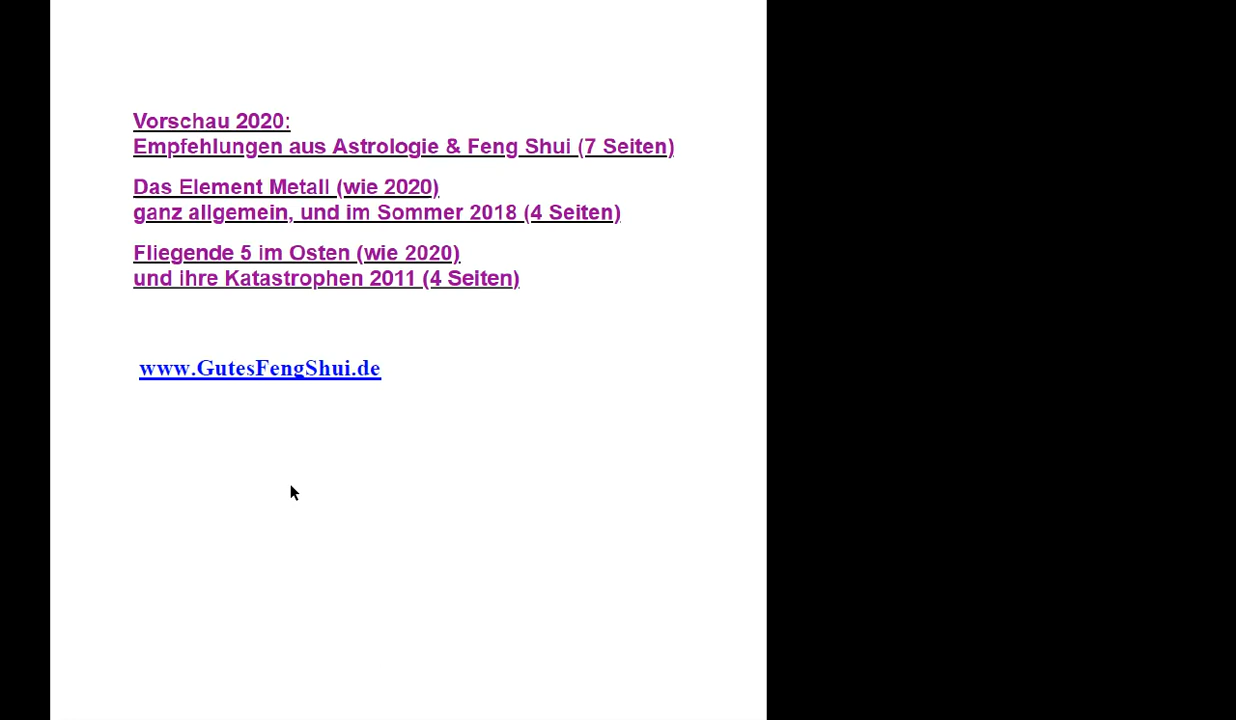 Vorschau 2020:
Empfehlungen aus Astrologie & Feng Shui (7 Seiten)
Das Element Metall (wie 2020)
ganz allgemein, und im Sommer 2018 (4 Seiten)
Fliegende 5 im Osten (wie 2020)
und ihre Katastrophen 2011 (4 Seiten)
www.GutesFengShui.de